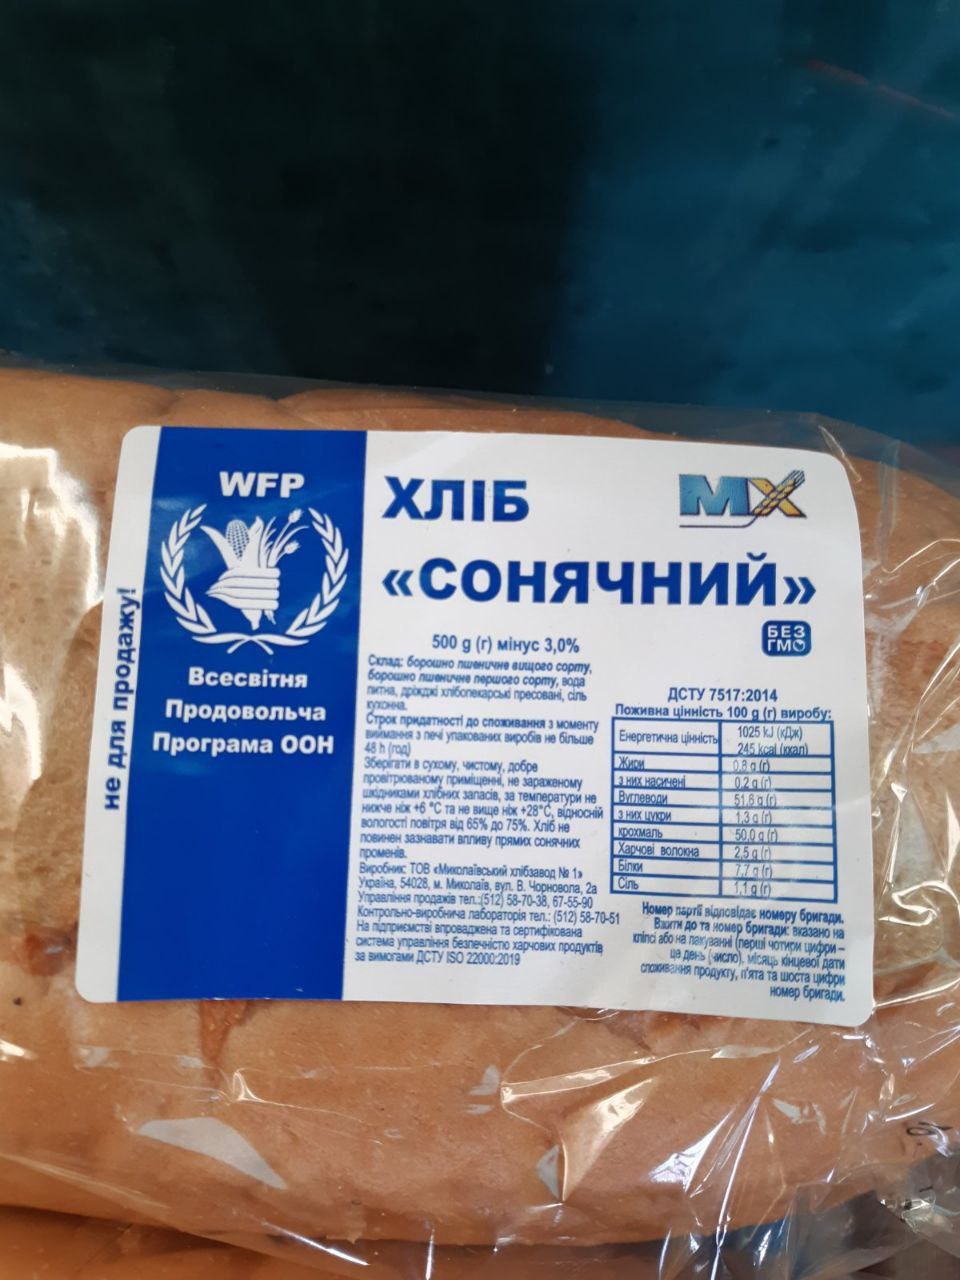 не для продажу!
WFP
Всесвітня
Продовольча
Програма ООН
ХЛІБ
«СОНЯЧНИЙ»
МХ
БЕЗ
ГМО
500 g (г) мінус 3,0%
Склад: борошно пшеничне вищого сорту,
борошно пшеничне першого сорту, вода
питна, дріжджі хлібопекарські пресовані, сіль
кухонна.
Строк придатності до споживання з моменту
виймання з печі упакованих виробів не більше
48 h (год)
Зберігати в сухому, чистому, добре
провітрюваному приміщенні, не зараженому
шкідниками хлібних запасів, за температури не
нижче ніж +6 °С та не вище ніж +28°С, відносній
вологості повітря від 65% до 75%. Хліб не
повинен зазнавати впливу прямих сонячних
променів.
Виробник: ТОВ «Миколаївський хлібзавод № 1»
Україна, 54028, м. Миколаїв, вул. В. Чорновола, 2а
Управління продажів тел.:(512) 58-70-38, 67-55-90
Контрольно-виробнича лабораторія тел.: (512) 58-70-51
На підприємстві впроваджена та сертифікована
система управління безпечністю харчових продуктів
за вимогами ДСТУ ISO 22000:2019
ДСТУ 7517:2014
Поживна цінність 100 g (г) виробу:
Енергетична цінність 1025 kJ (кДж)
245 kcal (ккал)
Жири 0,8 g (г)
з них насичені 0,2 g (г)
Вуглеводи 51,6 g (г)
з них цукри 1,3 g (г)
крохмаль 50,0 g (г)
Харчові волокна 2,5 g (г)
Білки 7,7 g (г)
Сіль 1,1 g (г)
Номер партії відповідає номеру бригади.
Вжити до та номер бригади: вказано на
кліпсі або на пакуванні (перші чотири цифри –
це день (число), місяць кінцевої дати
споживання продукту, п'ята та шоста цифри
номер бригади.